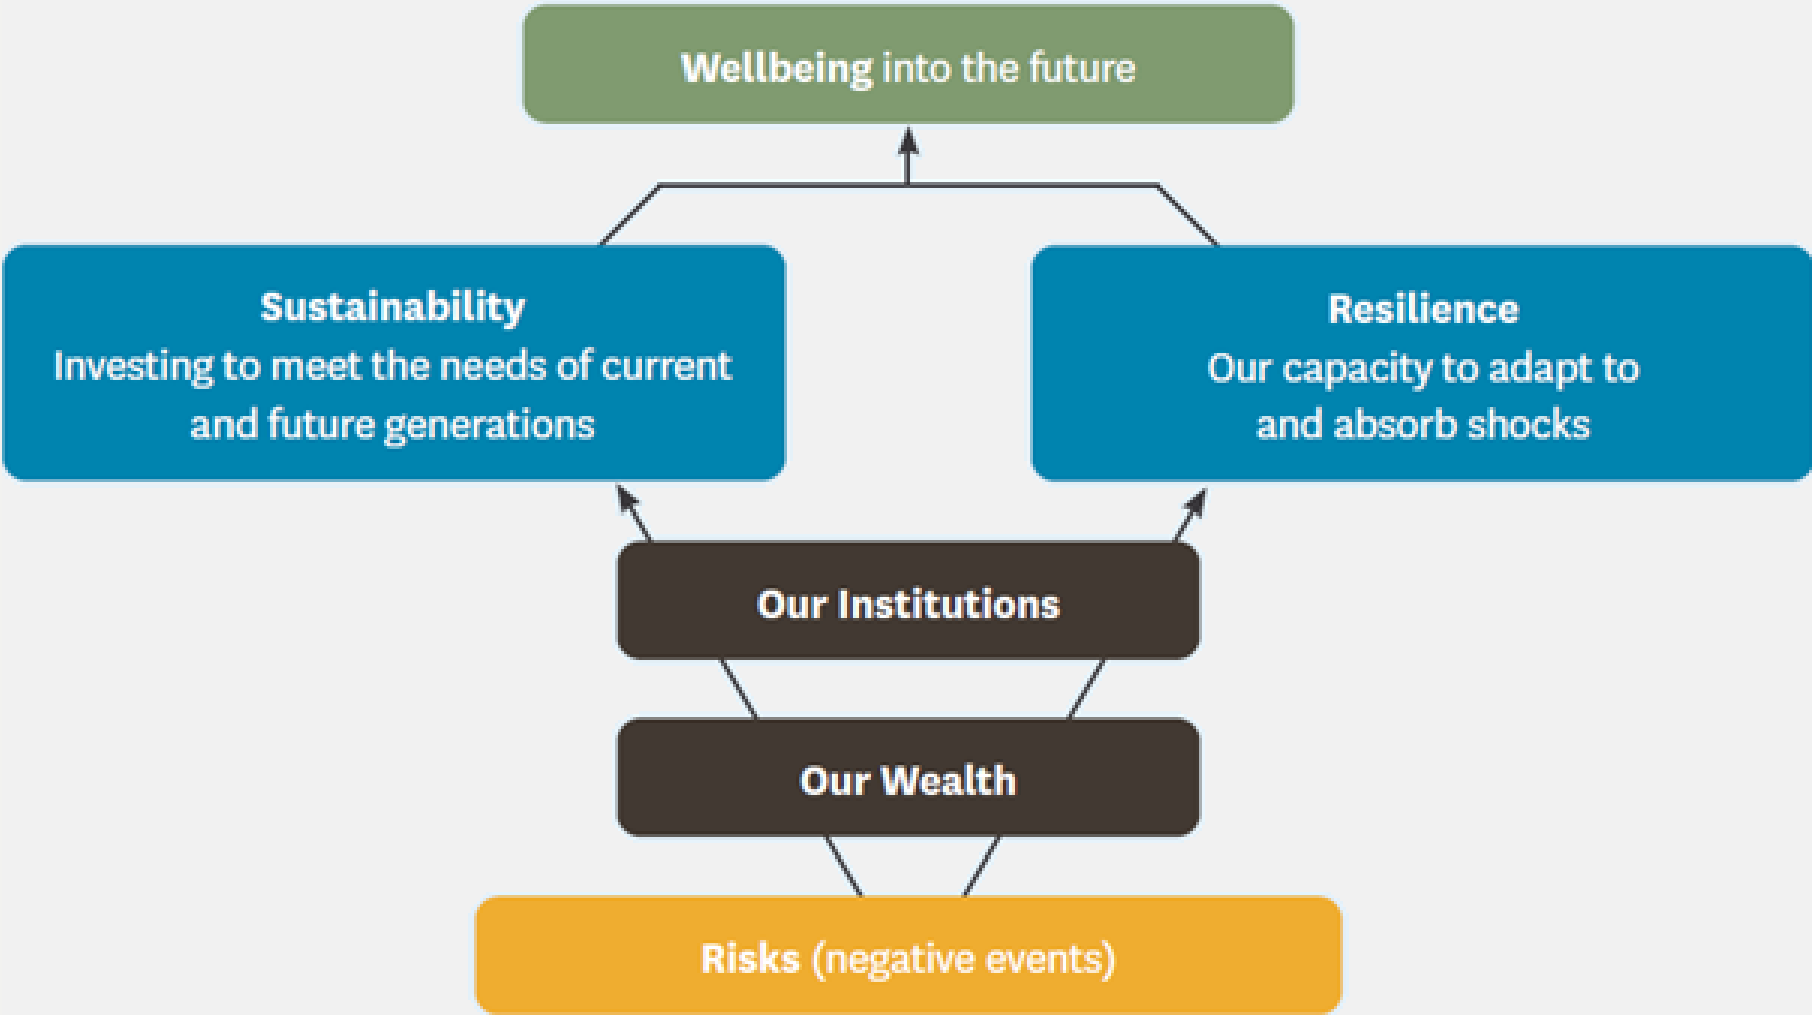 Wellbeing into the future
Sustainability
Investing to meet the needs of current
and future generations
Resilience
Our capacity to adapt to
and absorb shocks
Our Institutions
Our Wealth
Risks (negative events)